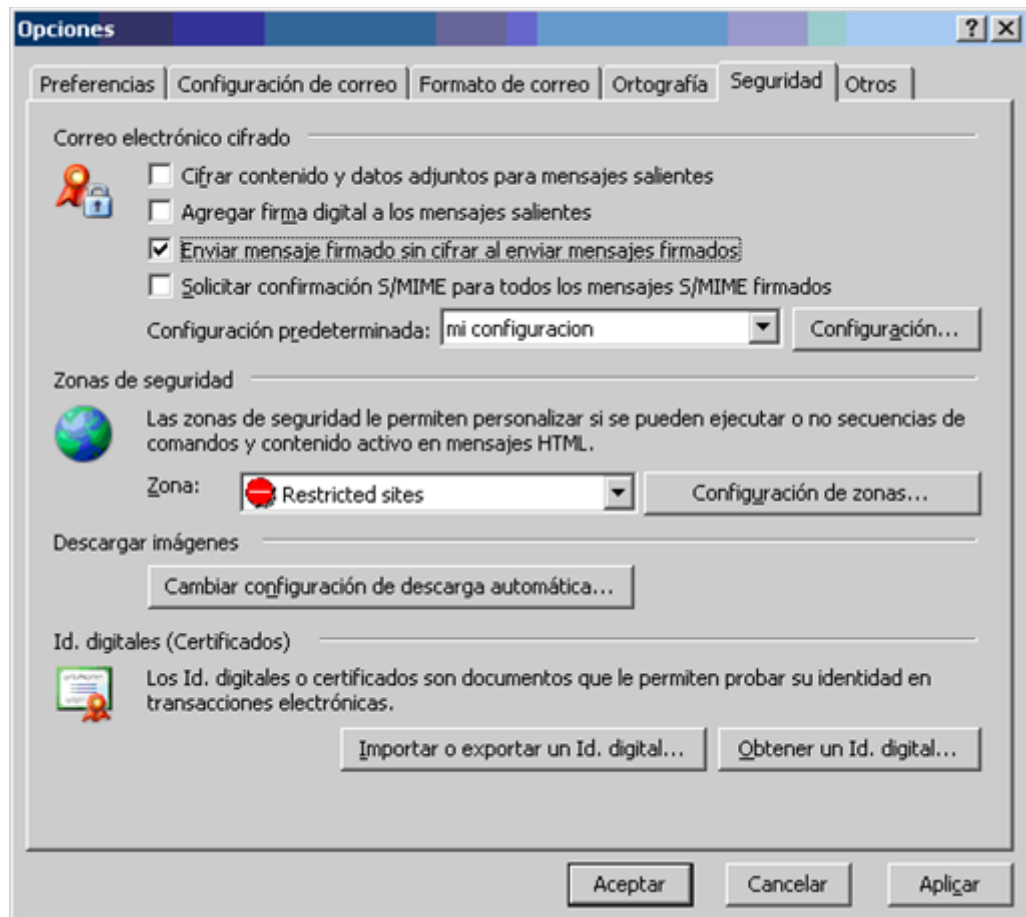 Opciones
Preferencias Configuración de correo Formato de correo Ortografía Seguridad Otros
Correo electrónico cifrado
Cifrar contenido y datos adjuntos para mensajes salientes
Agregar firma digital a los mensajes salientes
Enviar mensaje firmado sin cifrar al enviar mensajes firmados
Solicitar confirmación S/MIME para todos los mensajes S/MIME firmados
Configuración predeterminada: mi configuracion Configuración...
Zonas de seguridad
Las zonas de seguridad le permiten personalizar si se pueden ejecutar o no secuencias de
comandos y contenido activo en mensajes HTML.
Zona: Restricted sites Configuración de zonas...
Descargar imágenes
Cambiar configuración de descarga automática...
Id. digitales (Certificados)
Los Id. digitales o certificados son documentos que le permiten probar su identidad en
transacciones electrónicas.
Importar o exportar un Id. digital... Obtener un Id. digital...
Aceptar Cancelar Aplicar